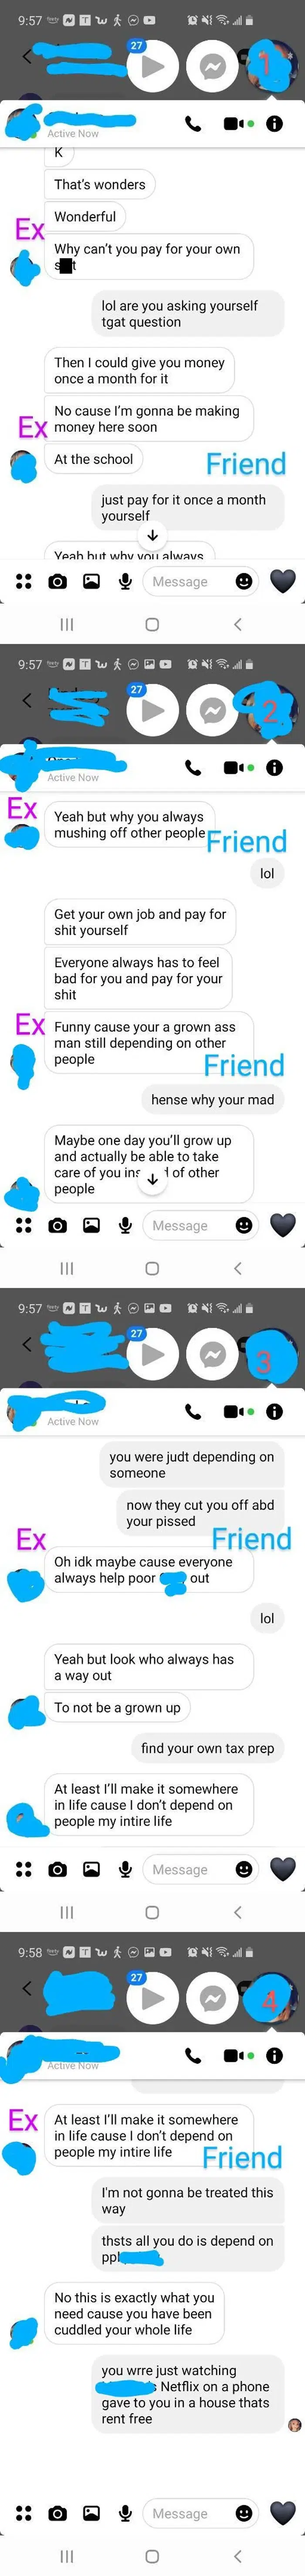 9:57
27
1
Active Now
K
That's wonders
Wonderful
Ex
Why can't you pay for your own
s t
lol are you asking yourself
tgat question
Then I could give you money
once a month for it
No cause I'm gonna be making
Ex
money here soon
At the school
Friend
just pay for it once a month
yourself
Yeah but why you always
Message
9:57
27
2
Active Now
Ex
Yeah but why you always
mushing off other people
Friend
lol
Get your own job and pay for
shit yourself
Everyone always has to feel
bad for you and pay for your
shit
Ex
Funny cause your a grown ass
man still depending on other
people
Friend
hense why your mad
Maybe one day you'll grow up
and actually be able to take
care of you ins d of other
people
Message
9:57
27
3
Active Now
you were judt depending on
someone
now they cut you off abd
your pissed
Ex
Friend
Oh idk maybe cause everyone
always help poor out
lol
Yeah but look who always has
a way out
To not be a grown up
find your own tax prep
At least I'll make it somewhere
in life cause I don't depend on
people my intire life
Message
9:58
27
4
Active Now
Ex
At least I'll make it somewhere
in life cause I don't depend on
people my intire life
Friend
I'm not gonna be treated this
way
thsts all you do is depend on
ppl
No this is exactly what you
need cause you have been
cuddled your whole life
you wrre just watching
Netflix on a phone
gave to you in a house thats
rent free
Message